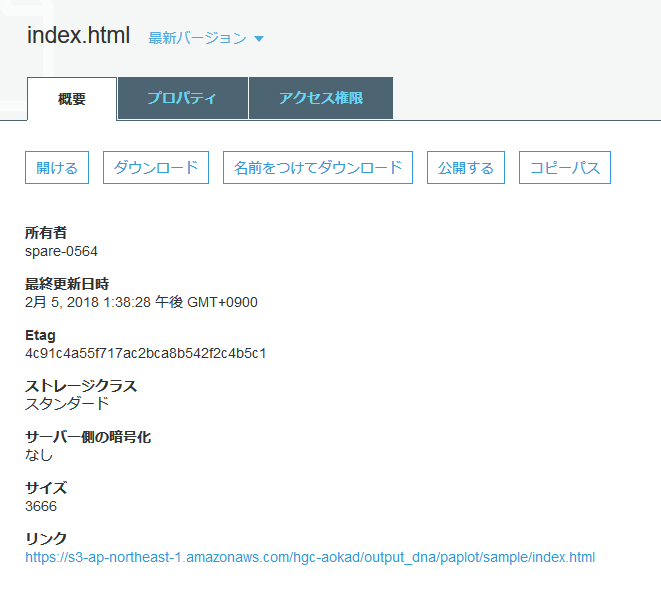 index.html 最新バージョン
概要 プロパティ アクセス権限
開ける ダウンロード 名前をつけてダウンロード 公開する コピーパス
所有者
spare-0564
最終更新日時
2月 5, 2018 1:38:28 午後 GMT+0900
Etag
4c91c4a55f717ac2bca8b542f2c4b5c1
ストレージクラス
スタンダード
サーバー側の暗号化
なし
サイズ
3666
リンク
https://s3-ap-northeast-1.amazonaws.com/hgc-aokad/output_dna/paplot/sample/index.html